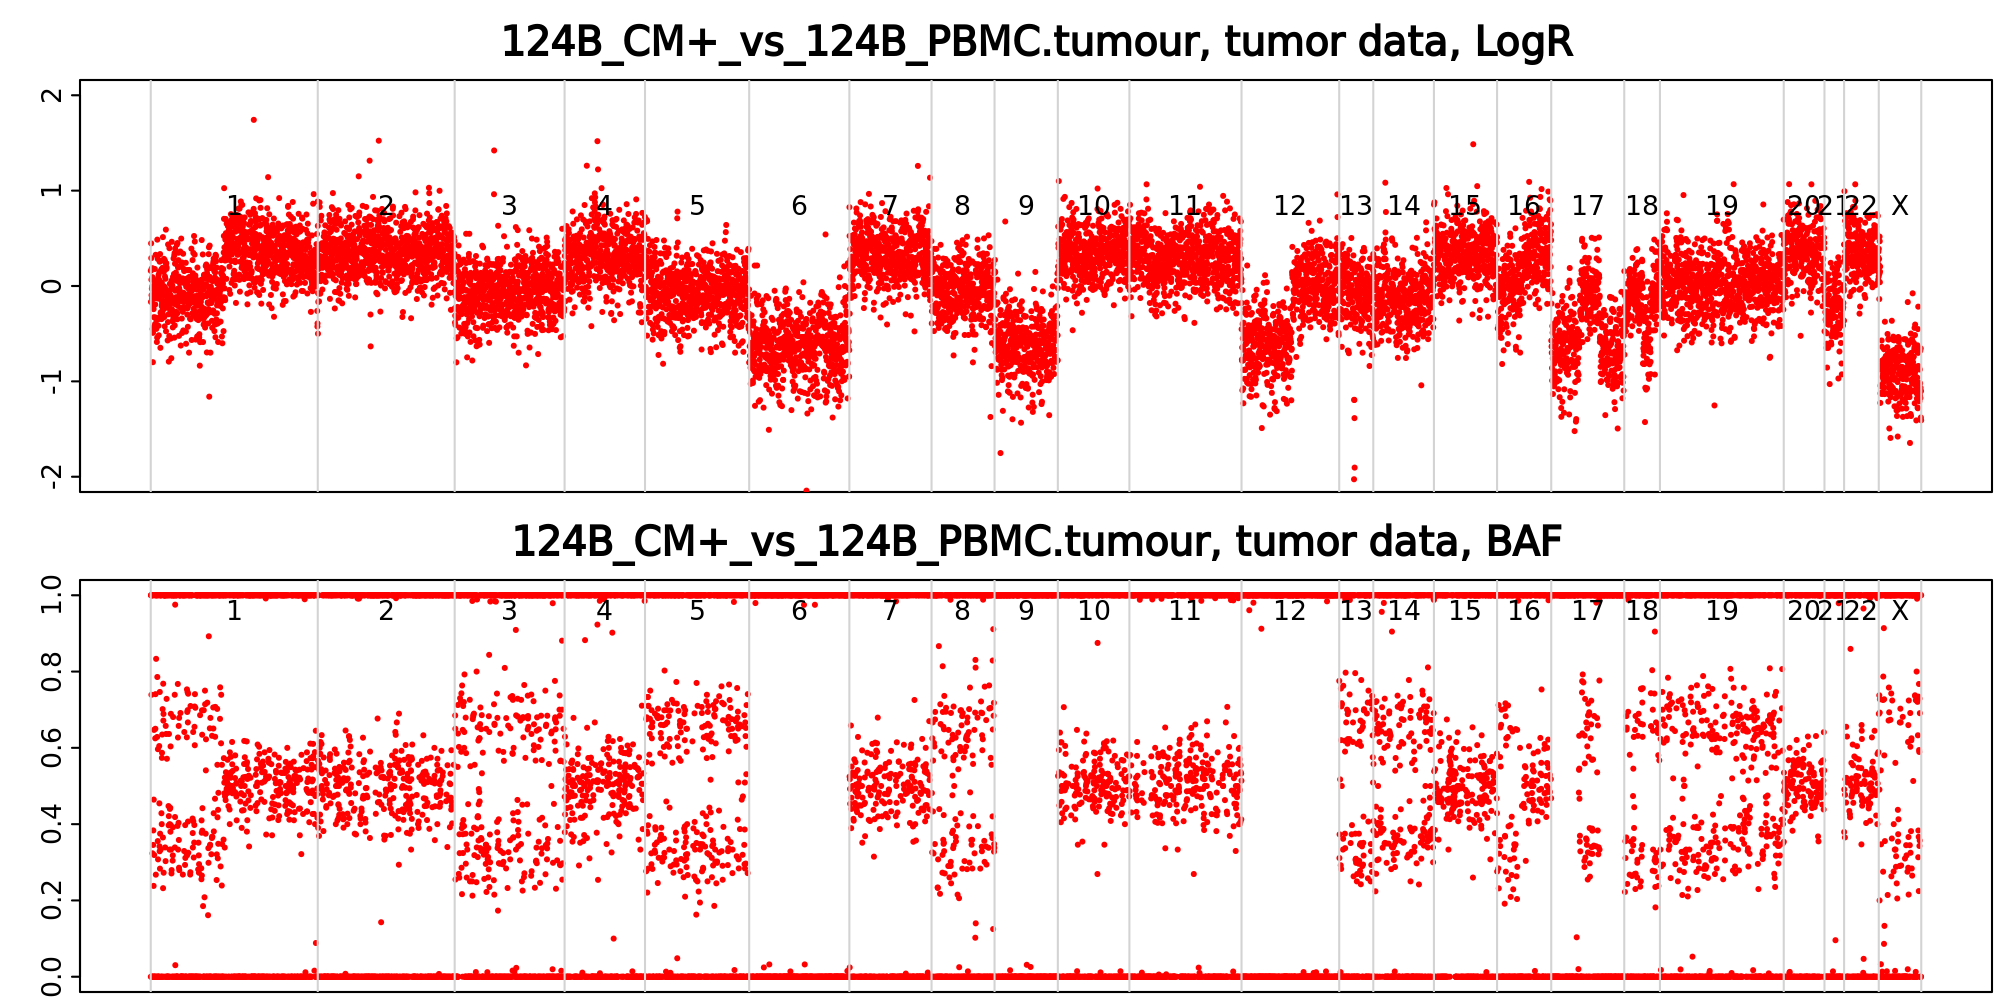 124B_CM+_vs_124B_PBMC.tumour, tumor data, LogR
2
1
0
-1
-2
1 2 3 4 5 6 7 8 9 10 11 12 13 14 15 16 17 18 19 20 21 22 X
124B_CM+_vs_124B_PBMC.tumour, tumor data, BAF
1.0
0.8
0.6
0.4
0.2
0.0
1 2 3 4 5 6 7 8 9 10 11 12 13 14 15 16 17 18 19 20 21 22 X